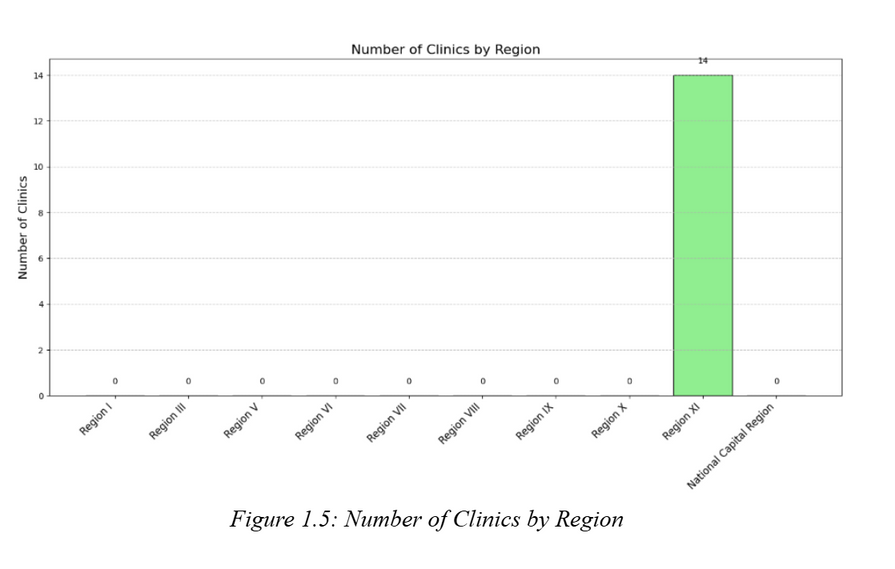 Number of Clinics by Region
14
Number of Clinics
14
12
10
8
6
4
2
0
0 0 0 0 0 0 0 0 0
Region I Region III Region V Region VI Region VII Region VIII Region IX Region X Region XI National Capital Region
Figure 1.5: Number of Clinics by Region